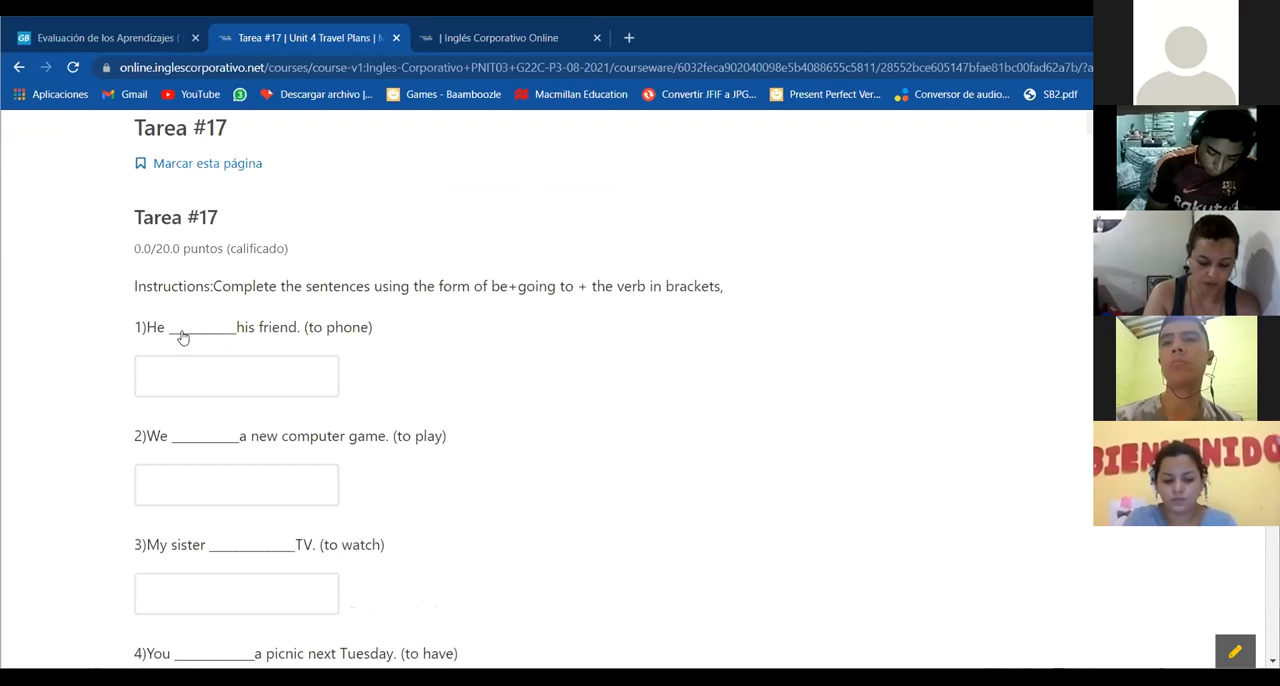 Evaluación de los Aprendizajes (
Tarea #17 | Unit 4 Travel Plans |
| Inglés Corporativo Online
online.inglescorporativo.net/courses/course-v1:Ingles-Corporativo+PNIT03+G22C-P3-08-2021/courseware/6032feca902040098e5b4088655c5811/28552bce605147bfae81bc00fad62a7b/?a
Aplicaciones
Gmail
YouTube
Descargar archivo |...
Games - Baamboozle
Macmillan Education
Convertir JFIF a JPG...
Present Perfect Ver...
Conversor de audio...
SB2.pdf
Tarea #17
Marcar esta página
Tarea #17
0.0/20.0 puntos (calificado)
Instructions:Complete the sentences using the form of be+going to + the verb in brackets,
1)He __________his friend. (to phone)
2)We __________a new computer game. (to play)
3)My sister ____________TV. (to watch)
4)You ____________a picnic next Tuesday. (to have)
BIENVENIDO